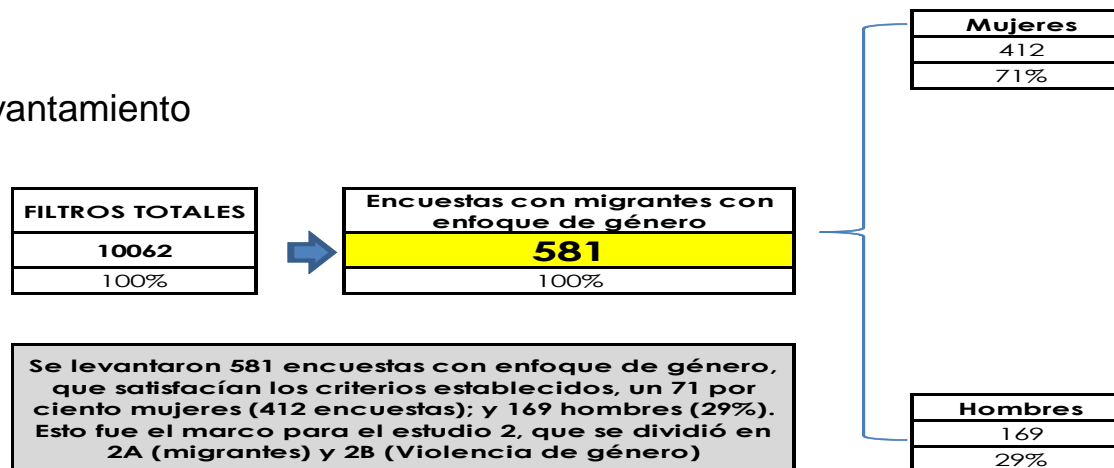 Mujeres
412
71%
vantamiento
FILTROS TOTALES
10062
100%
Encuestas con migrantes con
enfoque de género
581
100%
Se levantaron 581 encuestas con enfoque de género,
que satisfacían los criterios establecidos, un 71 por
ciento mujeres (412 encuestas); y 169 hombres (29%).
Esto fue el marco para el estudio 2, que se dividió en
2A (migrantes) y 2B (Violencia de género)
Hombres
169
29%